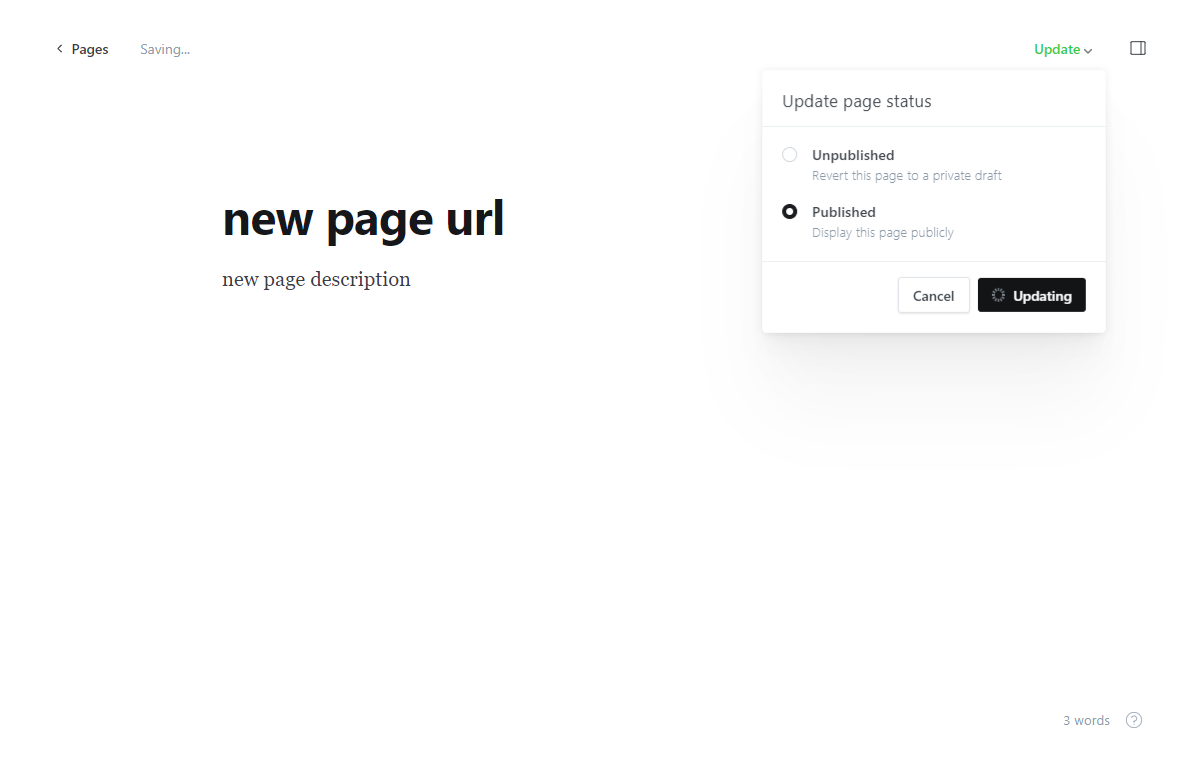 Pages
Saving...
Update
Update page status
Unpublished
Revert this page to a private draft
Published
Display this page publicly
Cancel
Updating
new page url
new page description
3 words
?